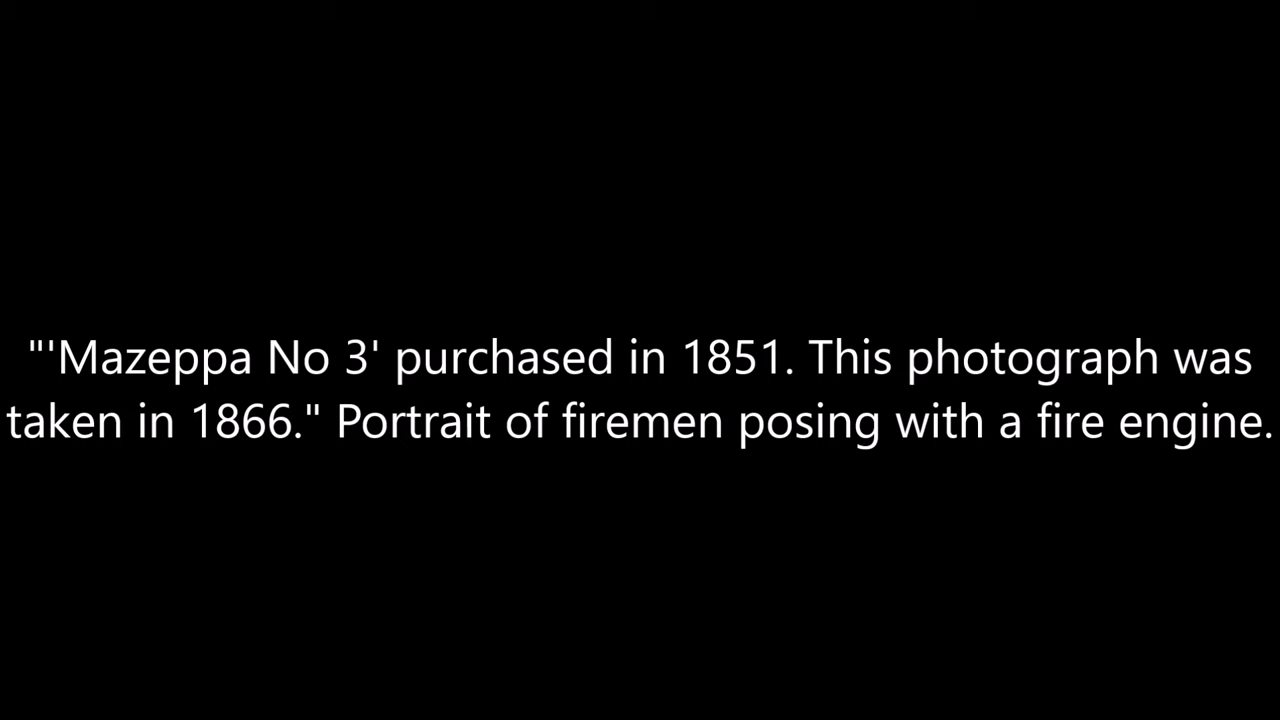 "'Mazeppa No 3' purchased in 1851. This photograph was
taken in 1866." Portrait of firemen posing with a fire engine.